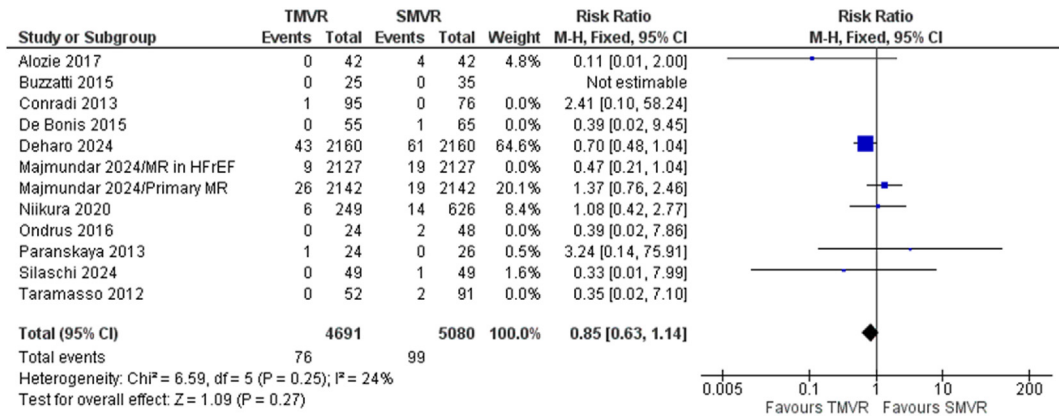 TMVR SMVR Risk Ratio Risk Ratio
Study or Subgroup Events Total Events Total Weight M-H, Fixed, 95% CI M-H, Fixed, 95% CI
Alozie 2017 0 42 4 42 4.8% 0.11 [0.01, 2.00]
Buzzatti 2015 0 25 0 35 Not estimable
Conradi 2013 1 95 0 76 0.0% 2.41 [0.10, 58.24]
De Bonis 2015 0 55 1 65 0.0% 0.39 [0.02, 9.45]
Deharo 2024 43 2160 61 2160 64.6% 0.70 [0.48, 1.04]
Majmundar 2024/MR in HFrEF 9 2127 19 2127 0.0% 0.47 [0.21, 1.04]
Majmundar 2024/Primary MR 26 2142 19 2142 20.1% 1.37 [0.76, 2.46]
Niikura 2020 6 249 14 626 8.4% 1.08 [0.42, 2.77]
Ondrus 2016 0 24 2 48 0.0% 0.39 [0.02, 7.86]
Paranskaya 2013 1 24 0 26 0.5% 3.24 [0.14, 75.91]
Silaschi 2024 0 49 1 49 1.6% 0.33 [0.01, 7.99]
Taramasso 2012 0 52 2 91 0.0% 0.35 [0.02, 7.10]
Total (95% CI) 4691 5080 100.0% 0.85 [0.63, 1.14]
Total events 76 99
Heterogeneity: Chi² = 6.59, df = 5 (P = 0.25); I² = 24%
Test for overall effect: Z = 1.09 (P = 0.27)
0.005 0.1 1 10 200
Favours TMVR Favours SMVR